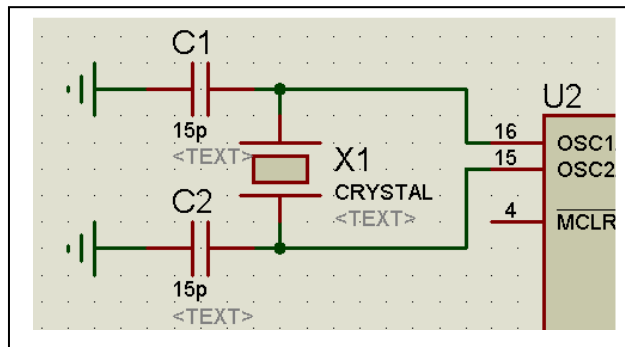 C1
15p
<TEXT>
U2
16
OSC1
15
OSC2
X1
CRYSTAL
<TEXT>
4
MCLR
C2
15p
<TEXT>